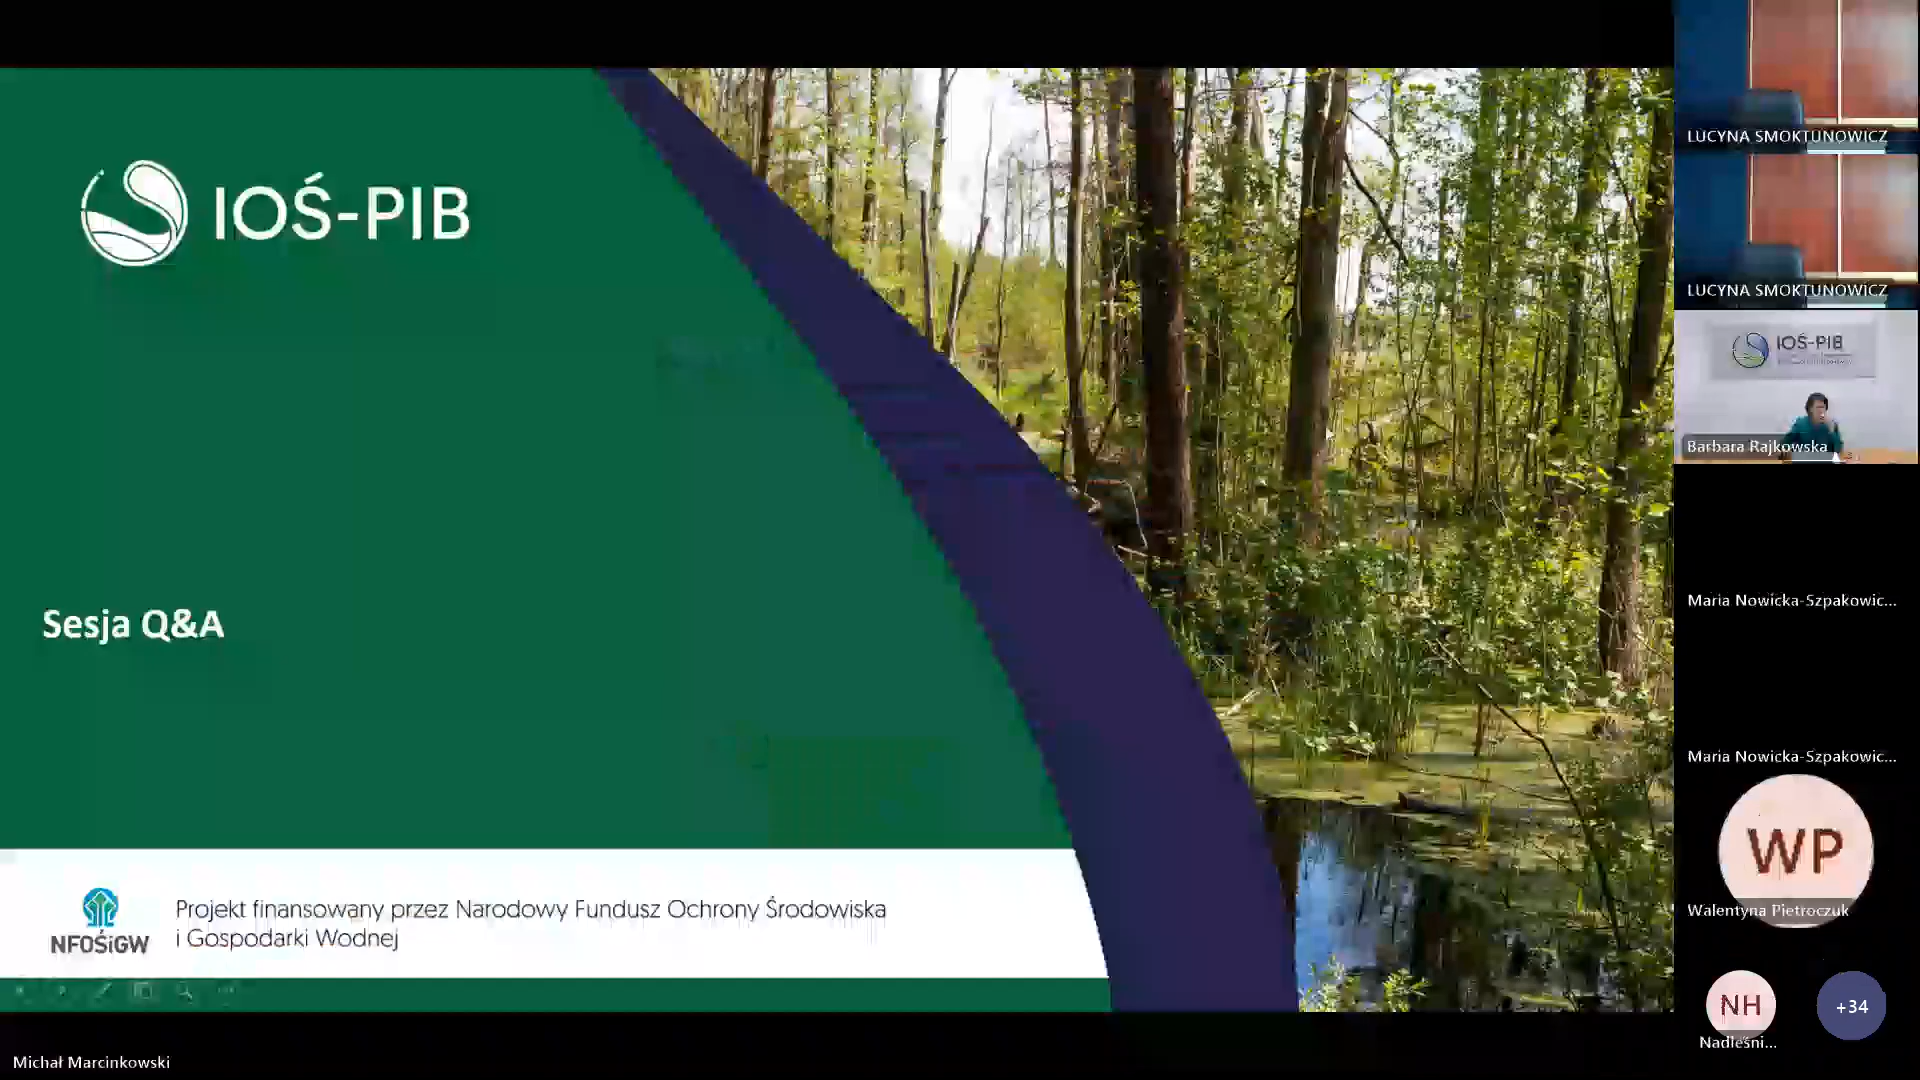 IOŚ-PIB
Sesja Q&A
NFOŚiGW
Projekt finansowany przez Narodowy Fundusz Ochrony Środowiska
i Gospodarki Wodnej
Michał Marcinkowski
LUCYNA SMOKTUNOWICZ
LUCYNA SMOKTUNOWICZ
IOŚ-PIB
Barbara Rajkowska
Maria Nowicka-Szpakowic...
Maria Nowicka-Szpakowic...
WP
Walentyna Pietroczuk
NH
Nadleśni...
+34